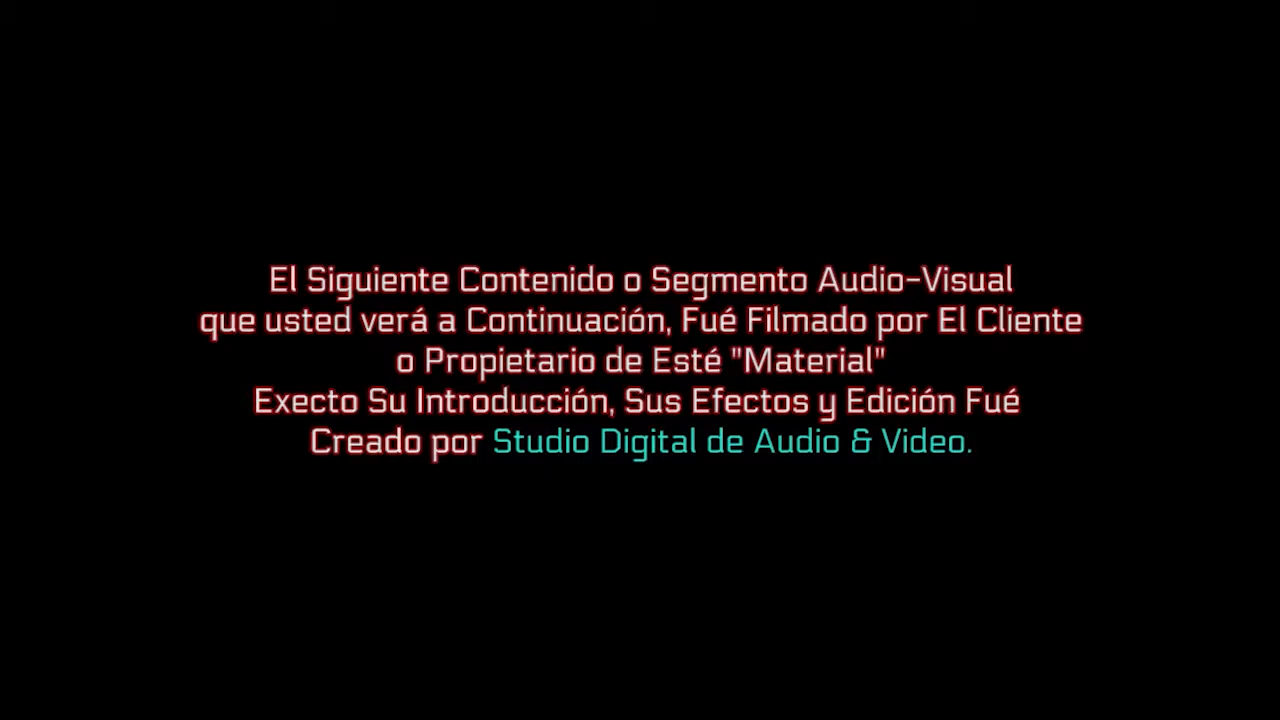 El Siguiente Contenido o Segmento Audio-Visual
que usted verá a Continuación, Fué Filmado por El Cliente
o Propietario de Esté "Material"
Execto Su Introducción, Sus Efectos y Edición Fué
Creado por Studio Digital de Audio & Video.